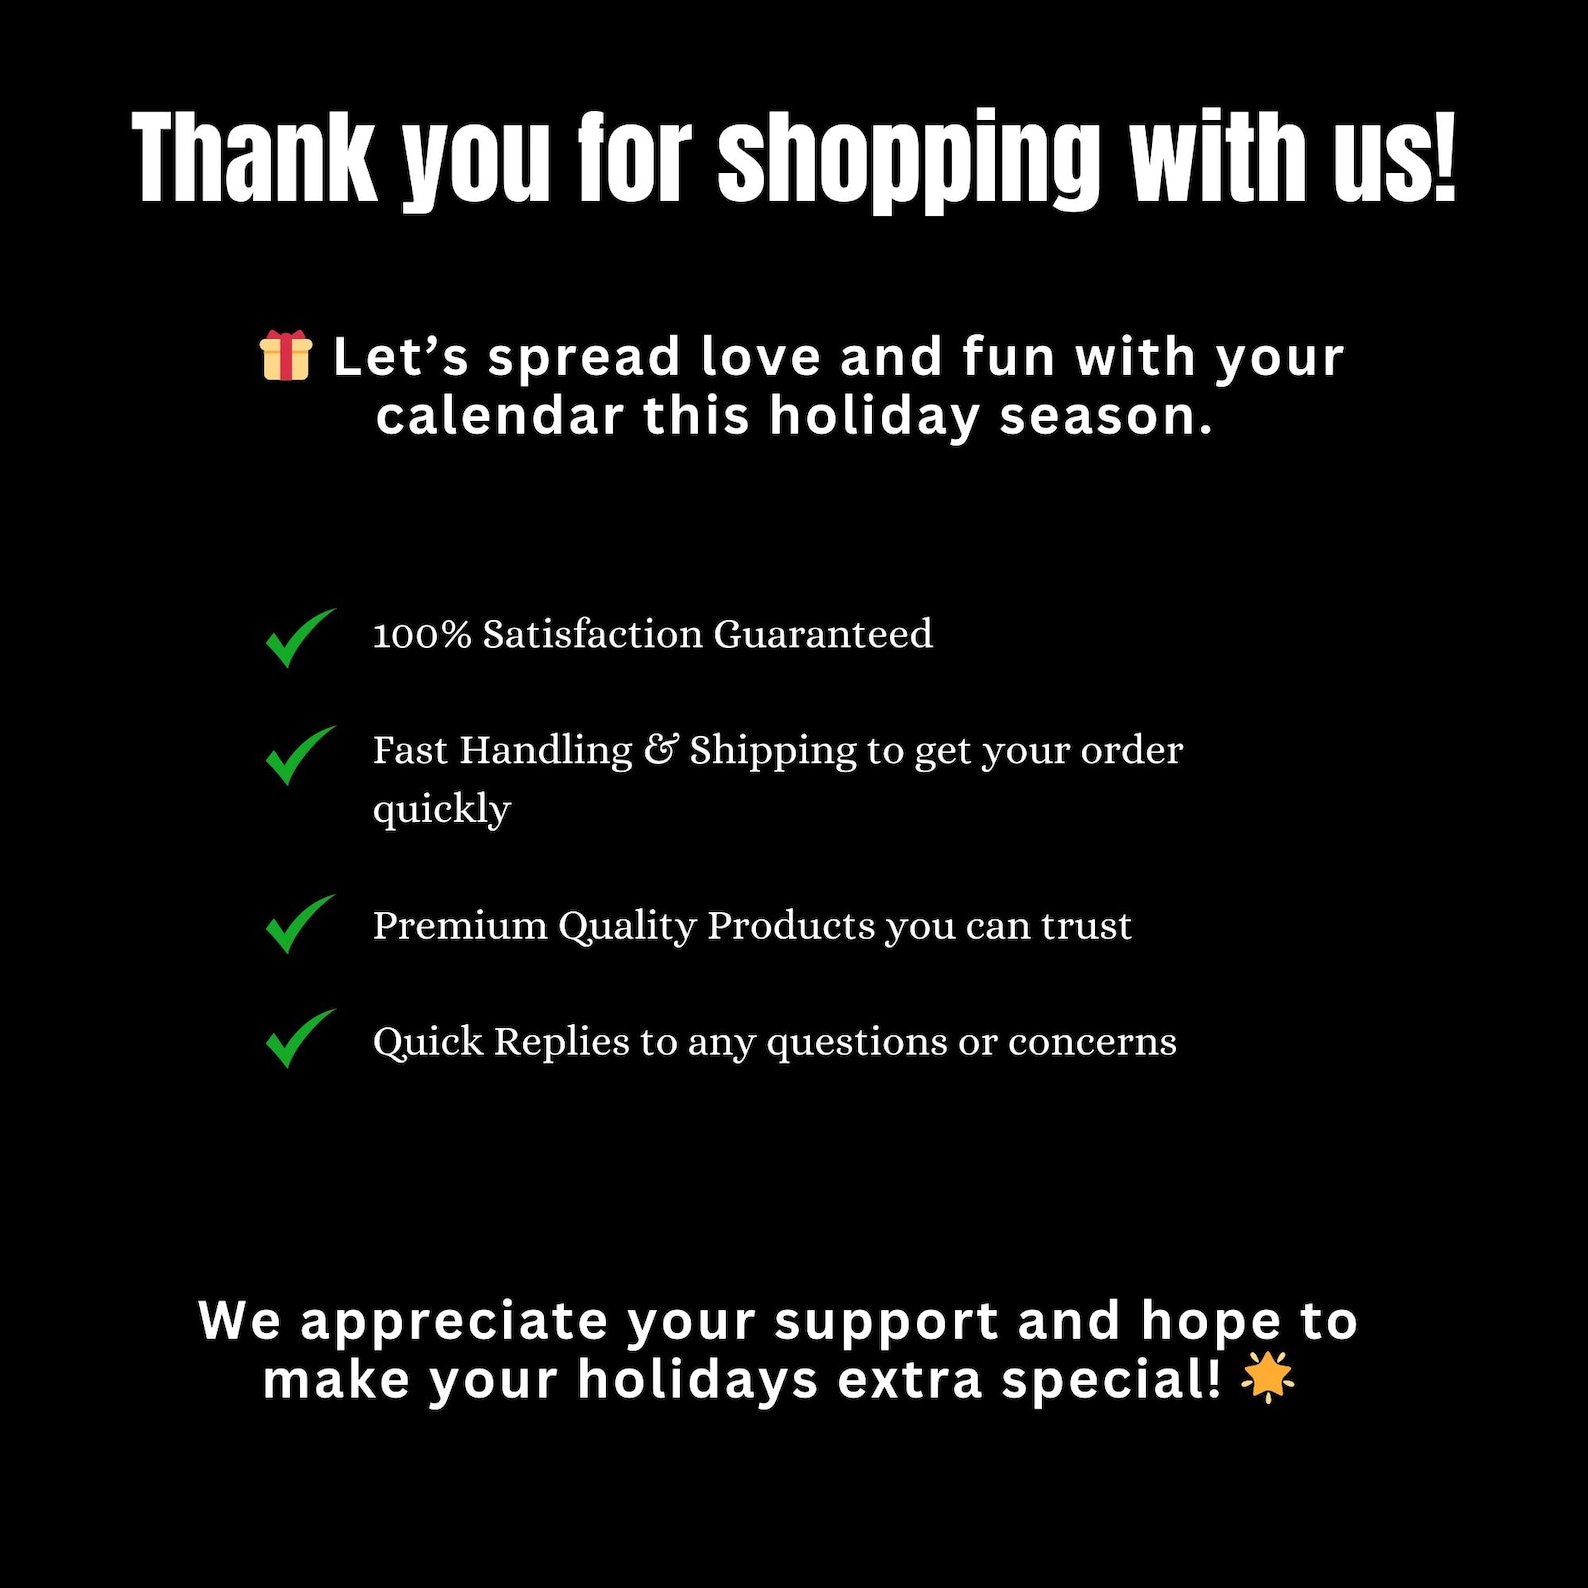 Thank you for shopping with us!
🎁 Let’s spread love and fun with your
calendar this holiday season.
100% Satisfaction Guaranteed
Fast Handling & Shipping to get your order
quickly
Premium Quality Products you can trust
Quick Replies to any questions or concerns
We appreciate your support and hope to
make your holidays extra special! 🌟